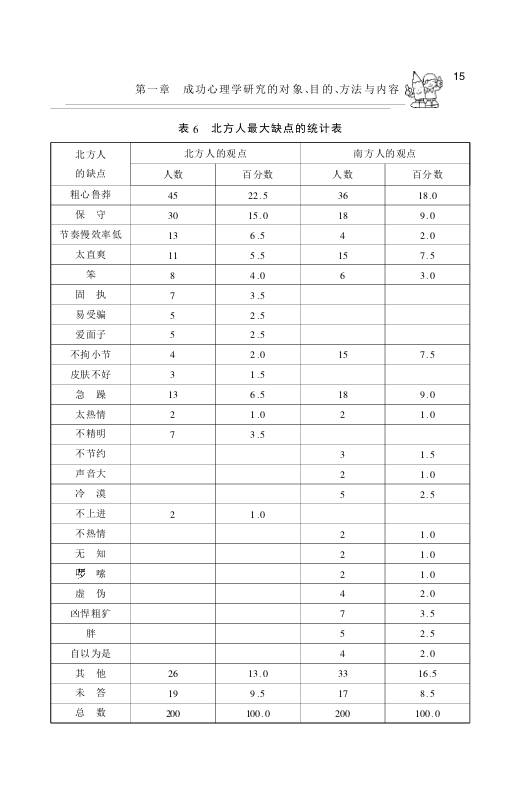 15
第一章 成功心理学研究的对象、目的、方法与内容
表 6 北方人最大缺点的统计表
北方人的缺点 北方人的观点 南方人的观点
人数 百分数 人数 百分数
粗心鲁莽 45 22.5 36 18.0
保 守 30 15.0 18 9.0
节奏慢效率低 13 6.5 4 2.0
太直爽 11 5.5 15 7.5
笨 8 4.0 6 3.0
固 执 7 3.5
易受骗 5 2.5
爱面子 5 2.5
不拘小节 4 2.0 15 7.5
皮肤不好 3 1.5
急 躁 13 6.5 18 9.0
太热情 2 1.0 2 1.0
不精明 7 3.5
不节约 3 1.5
声音大 2 1.0
冷 漠 5 2.5
不上进 2 1.0
不热情 2 1.0
无 知 2 1.0
啰 嗦 2 1.0
虚 伪 4 2.0
凶悍粗犷 7 3.5
胖 5 2.5
自以为是 4 2.0
其 他 26 13.0 33 16.5
未 答 19 9.5 17 8.5
总 数 200 100.0 200 100.0